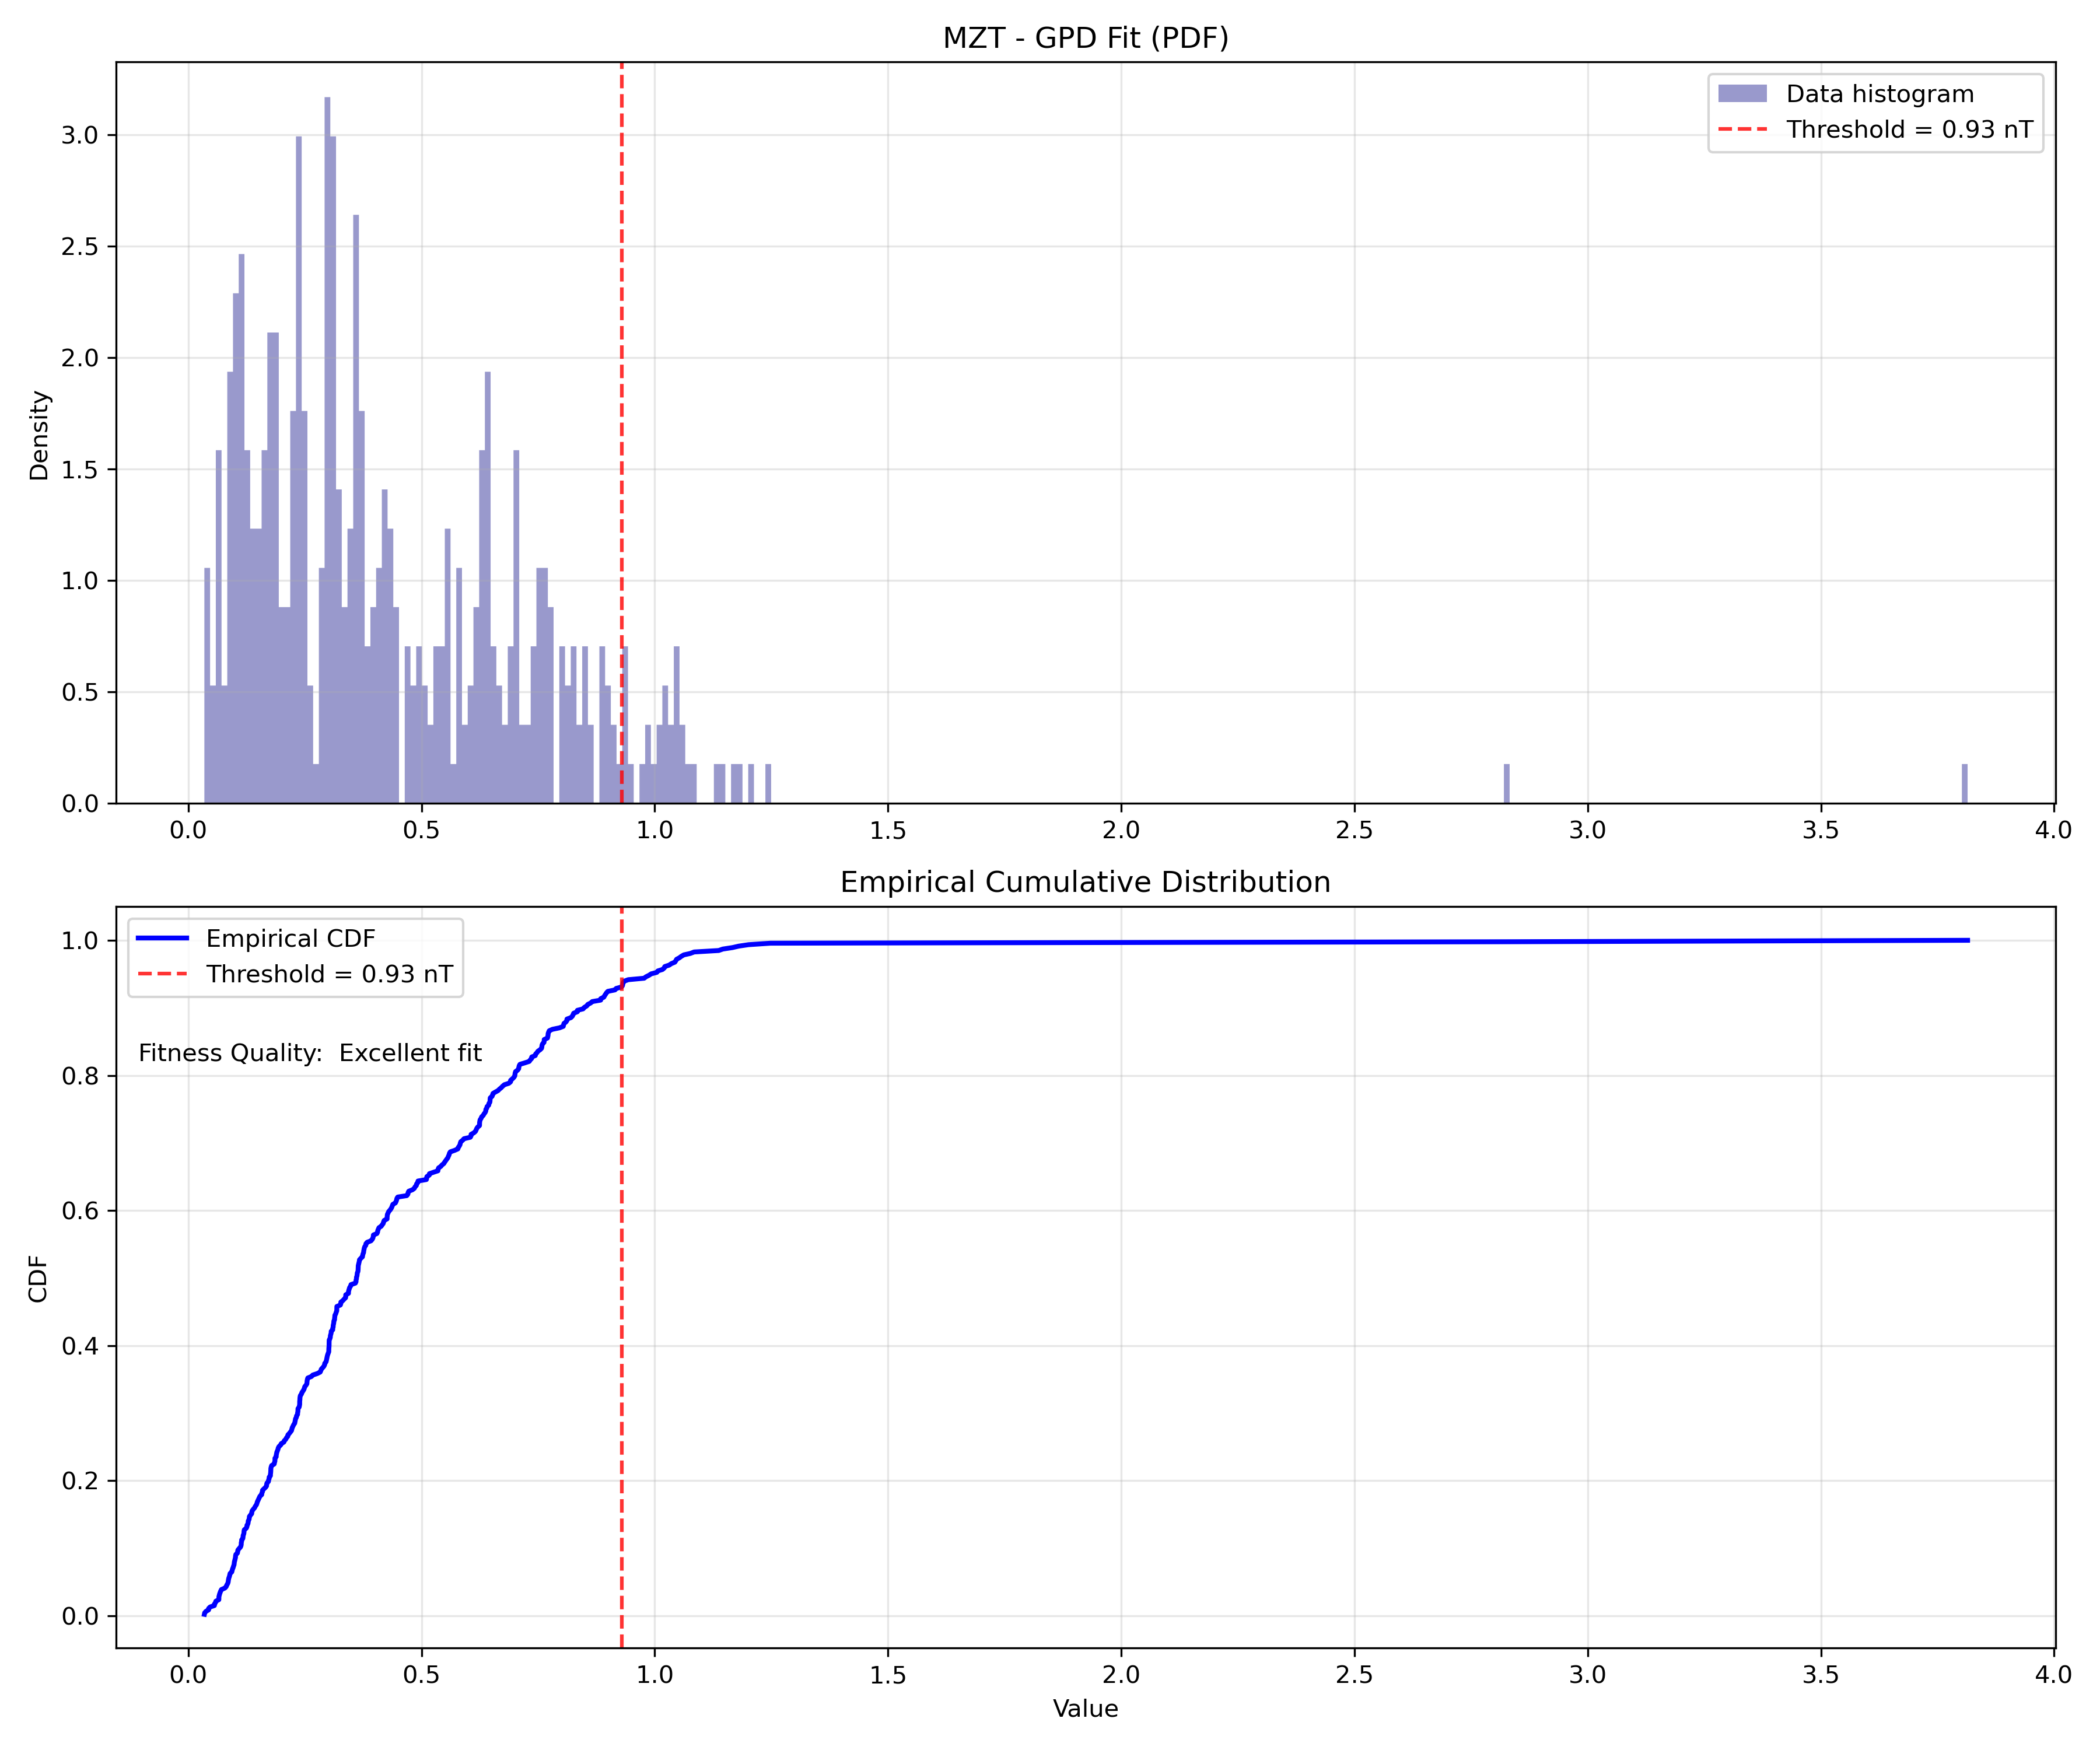 MZT - GPD Fit (PDF)
Data histogram
Threshold = 0.93 nT
Density
3.0
2.5
2.0
1.5
1.0
0.5
0.0
0.0 0.5 1.0 1.5 2.0 2.5 3.0 3.5 4.0
Empirical Cumulative Distribution
Empirical CDF
Threshold = 0.93 nT
Fitness Quality:  Excellent fit
CDF
1.0
0.8
0.6
0.4
0.2
0.0
0.0 0.5 1.0 1.5 2.0 2.5 3.0 3.5 4.0
Value